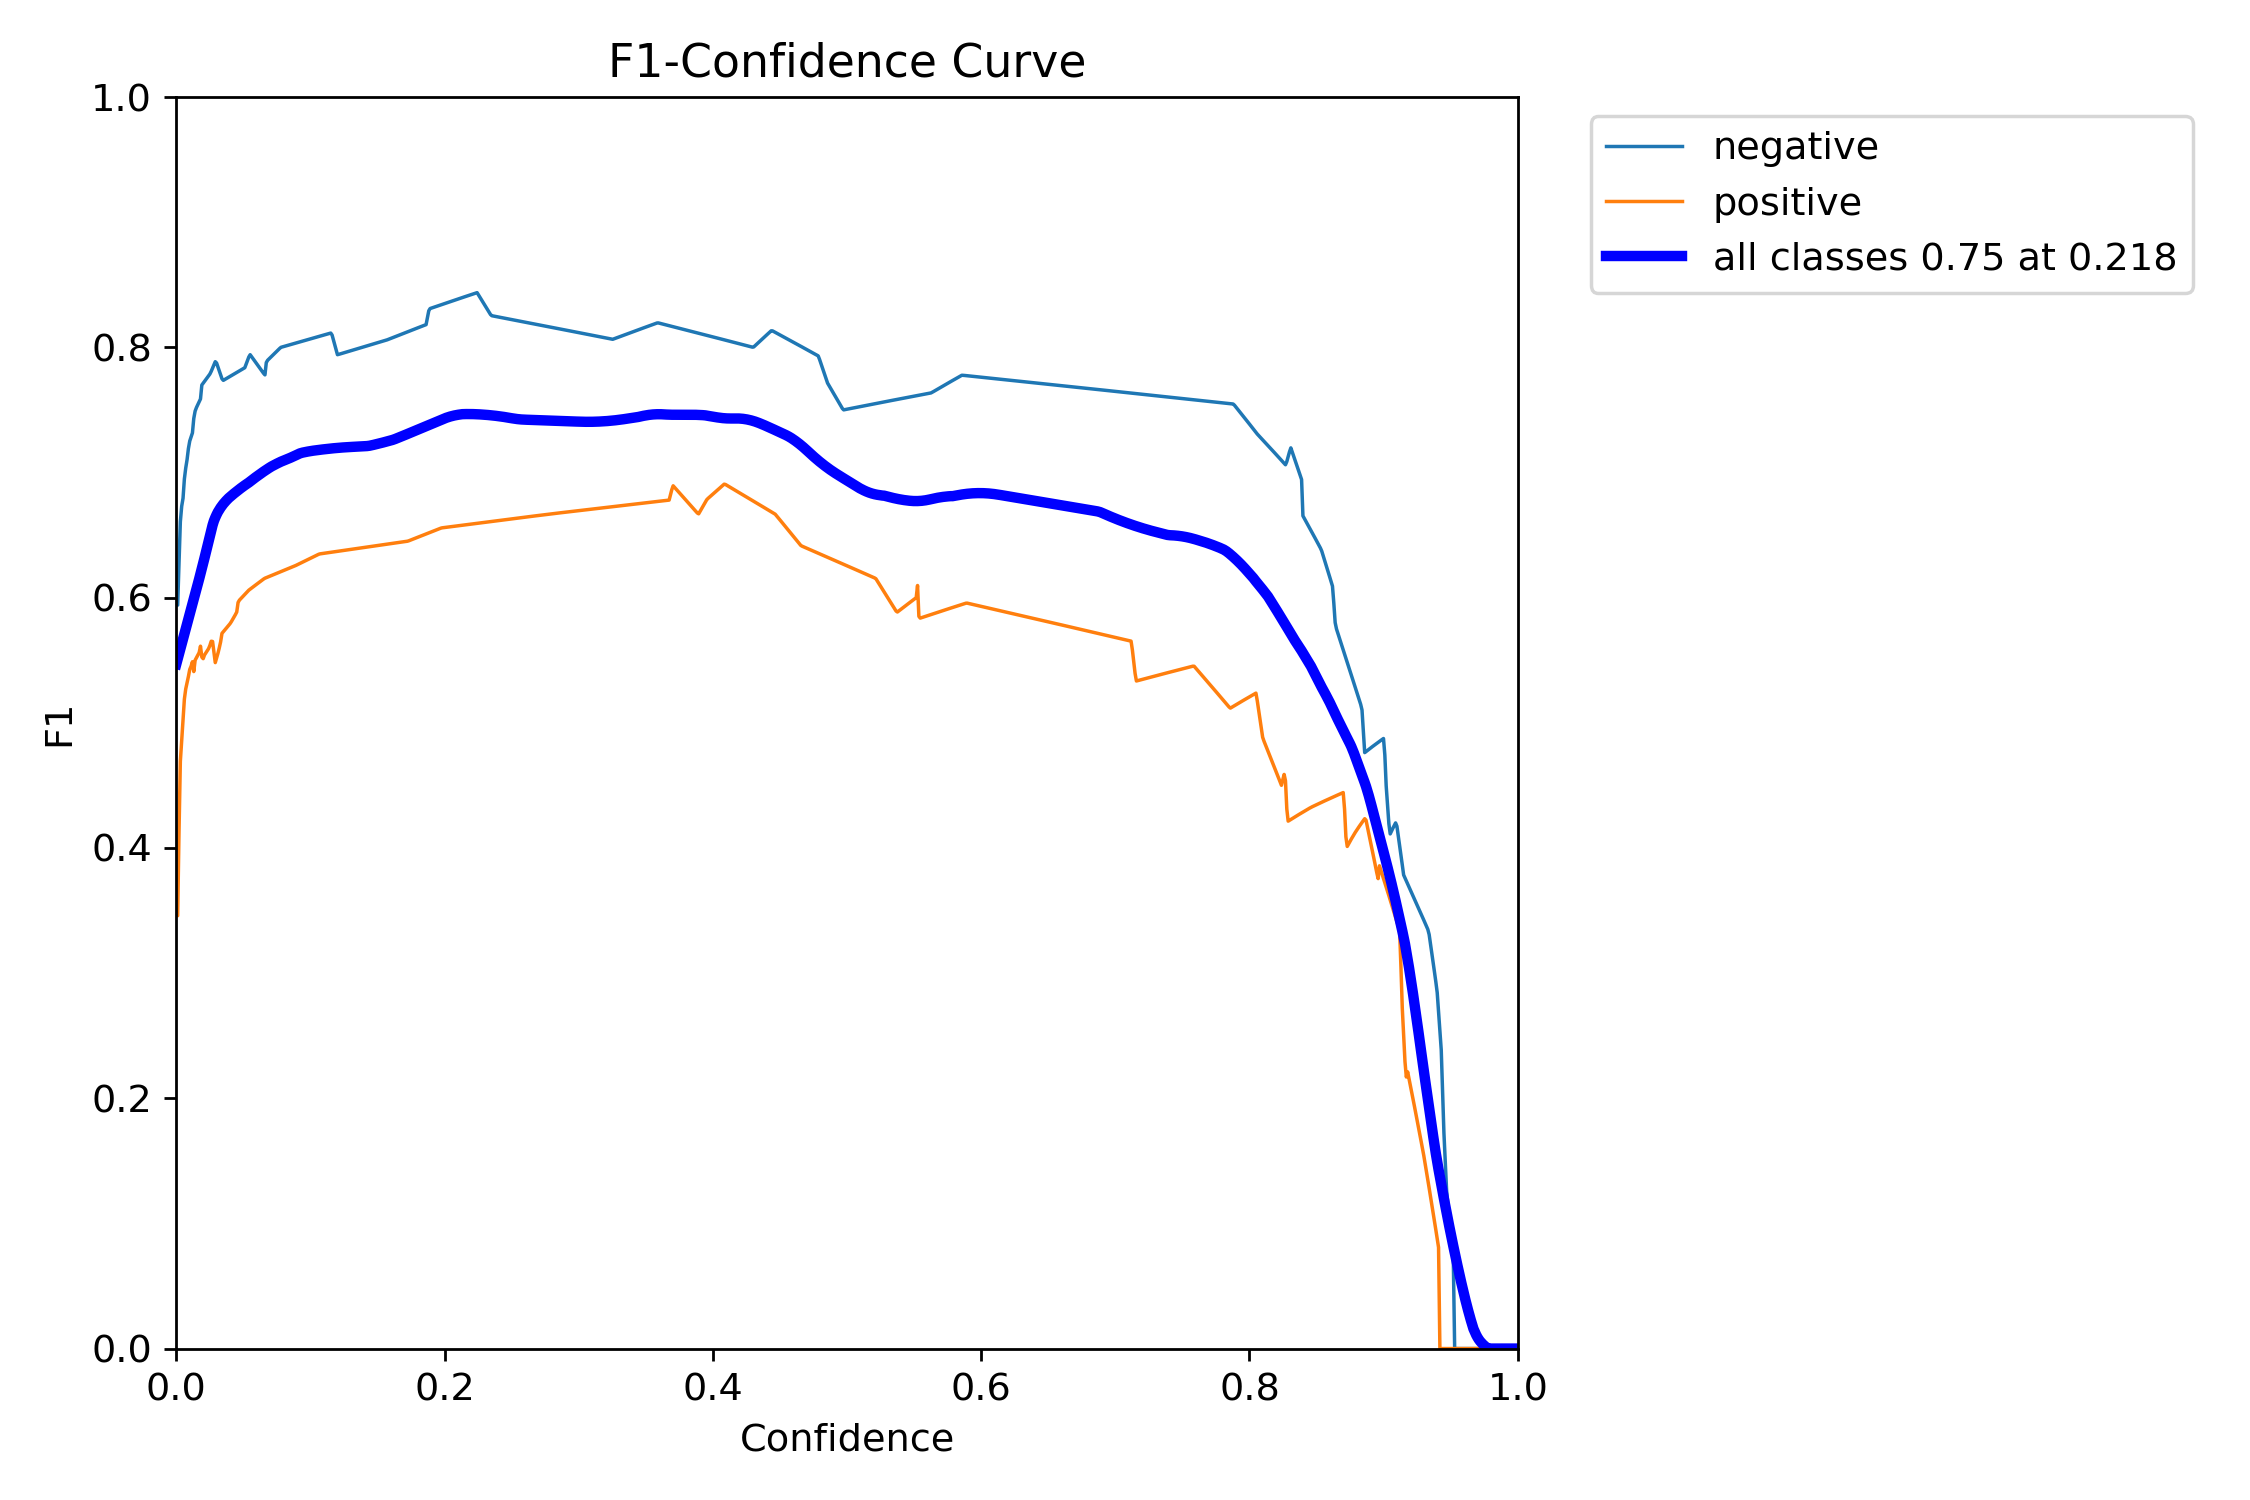 F1-Confidence Curve
1.0
0.8
0.6
0.4
0.2
0.0
F1
0.0 0.2 0.4 0.6 0.8 1.0
Confidence
negative
positive
all classes 0.75 at 0.218